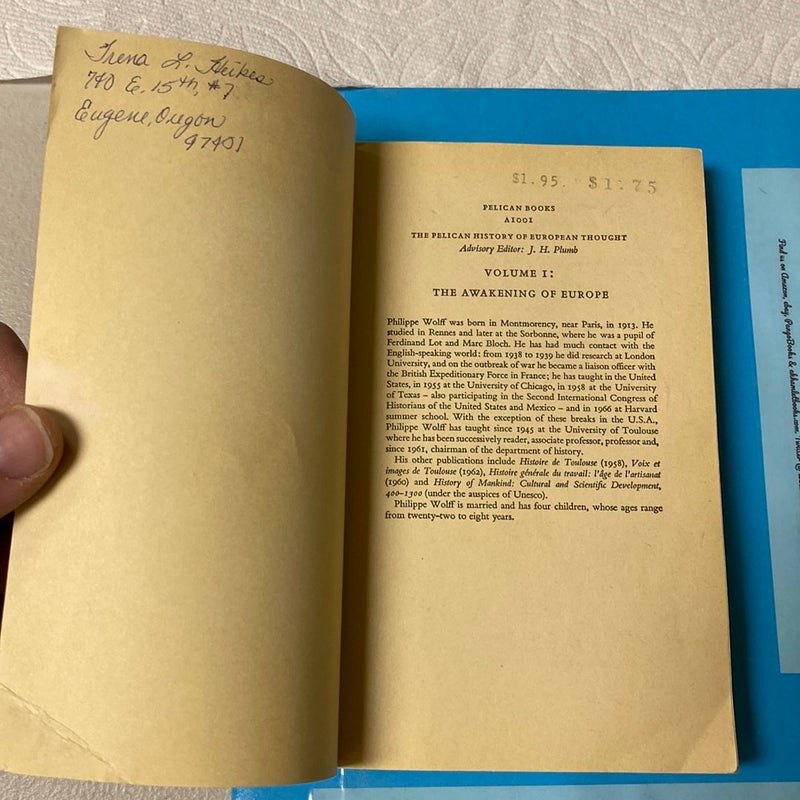 Trena L. Heikes
740 E. 15th, #7
Eugene, Oregon
97401
$1.95. $1.75
PELICAN BOOKS
A1001
THE PELICAN HISTORY OF EUROPEAN THOUGHT
Advisory Editor: J. H. Plumb
VOLUME I:
THE AWAKENING OF EUROPE
Philippe Wolff was born in Montmorency, near Paris, in 1913. He
studied in Rennes and later at the Sorbonne, where he was a pupil of
Ferdinand Lot and Marc Bloch. He has had much contact with the
English-speaking world: from 1938 to 1939 he did research at London
University, and on the outbreak of war he became a liaison officer with
the British Expeditionary Force in France; he has taught in the United
States, in 1955 at the University of Chicago, in 1958 at the University
of Texas – also participating in the Second International Congress of
Historians of the United States and Mexico – and in 1966 at Harvard
summer school. With the exception of these breaks in the U.S.A.,
Philippe Wolff has taught since 1945 at the University of Toulouse
where he has been successively reader, associate professor, professor and,
since 1961, chairman of the department of history.
His other publications include Histoire de Toulouse (1958), Voix et
images de Toulouse (1962), Histoire générale du travail: l'âge de l'artisanat
(1960) and History of Mankind: Cultural and Scientific Development,
400–1300 (under the auspices of Unesco).
Philippe Wolff is married and has four children, whose ages range
from twenty-two to eight years.
Find us on Amazon, ebay, PangoBooks &